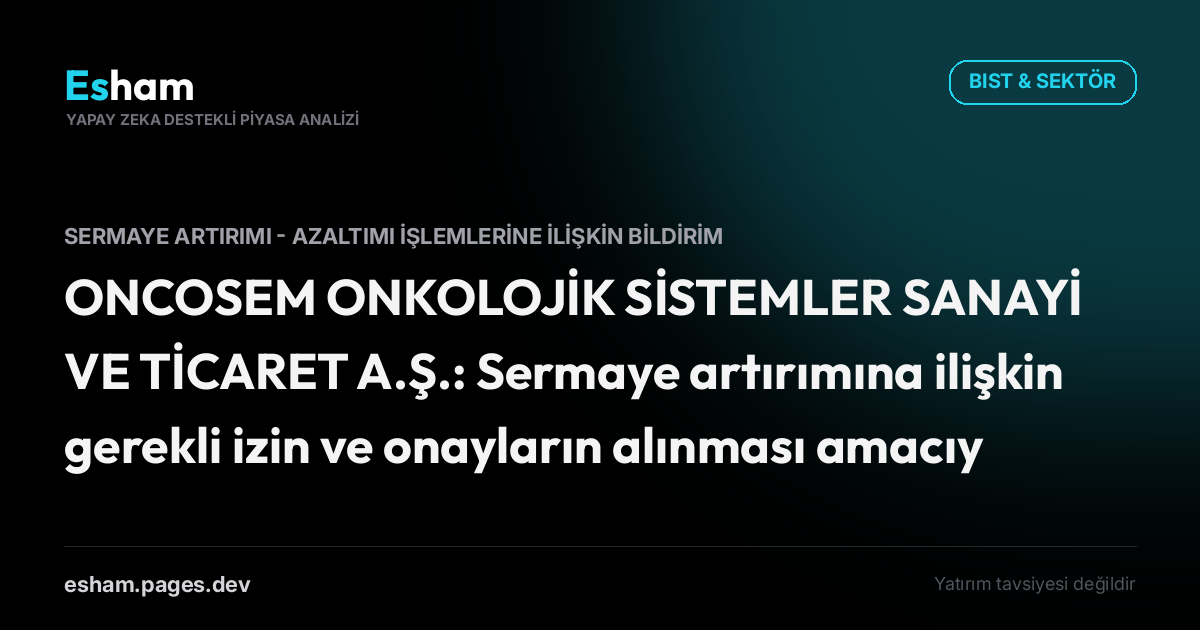 Esham
YAPAY ZEKA DESTEKLİ PİYASA ANALİZİ
BIST & SEKTÖR
SERMAYE ARTIRIMI - AZALTIMI İŞLEMLERİNE İLİŞKİN BİLDİRİM
ONCOSEM ONKOLOJİK SİSTEMLER SANAYİ
VE TİCARET A.Ş.: Sermaye artırımına ilişkin
gerekli izin ve onayların alınması amacıy
esham.pages.dev
Yatırım tavsiyesi değildir